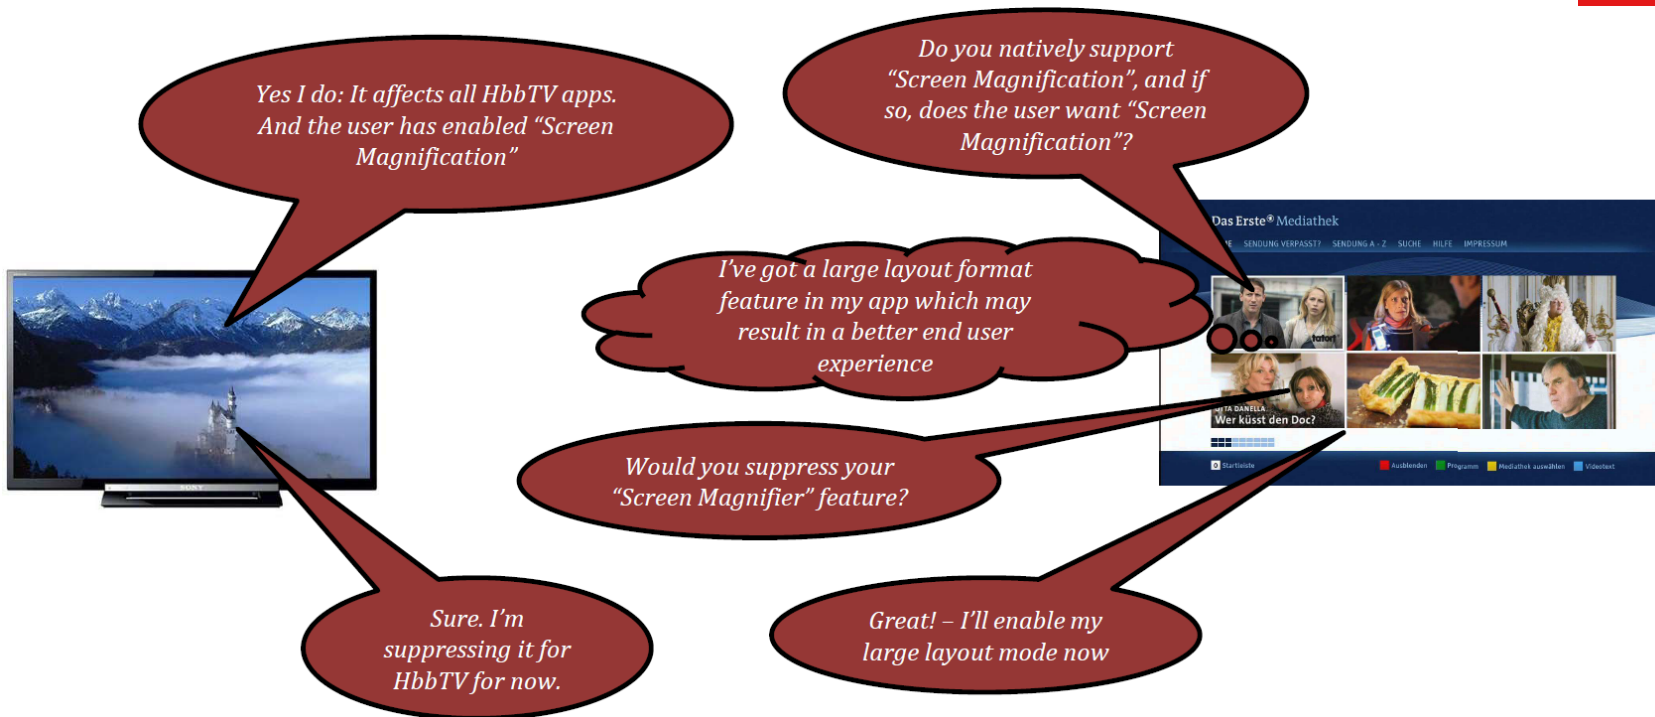 Do you natively support
“Screen Magnification”, and if
so, does the user want “Screen
Magnification”?
Yes I do: It affects all HbbTV apps.
And the user has enabled “Screen
Magnification”
I’ve got a large layout format
feature in my app which may
result in a better end user
experience
Would you suppress your
“Screen Magnifier” feature?
Sure. I’m
suppressing it for
HbbTV for now.
Great! – I’ll enable my
large layout mode now
SONY
Das Erste® Mediathek
SENDUNG VERPASST? SENDUNG A - Z SUCHE HILFE IMPRESSUM
tatort
DANELLA
Wer küsst den Doc?
0 Startleiste Ausblenden Programm Mediathek auswählen Videotext